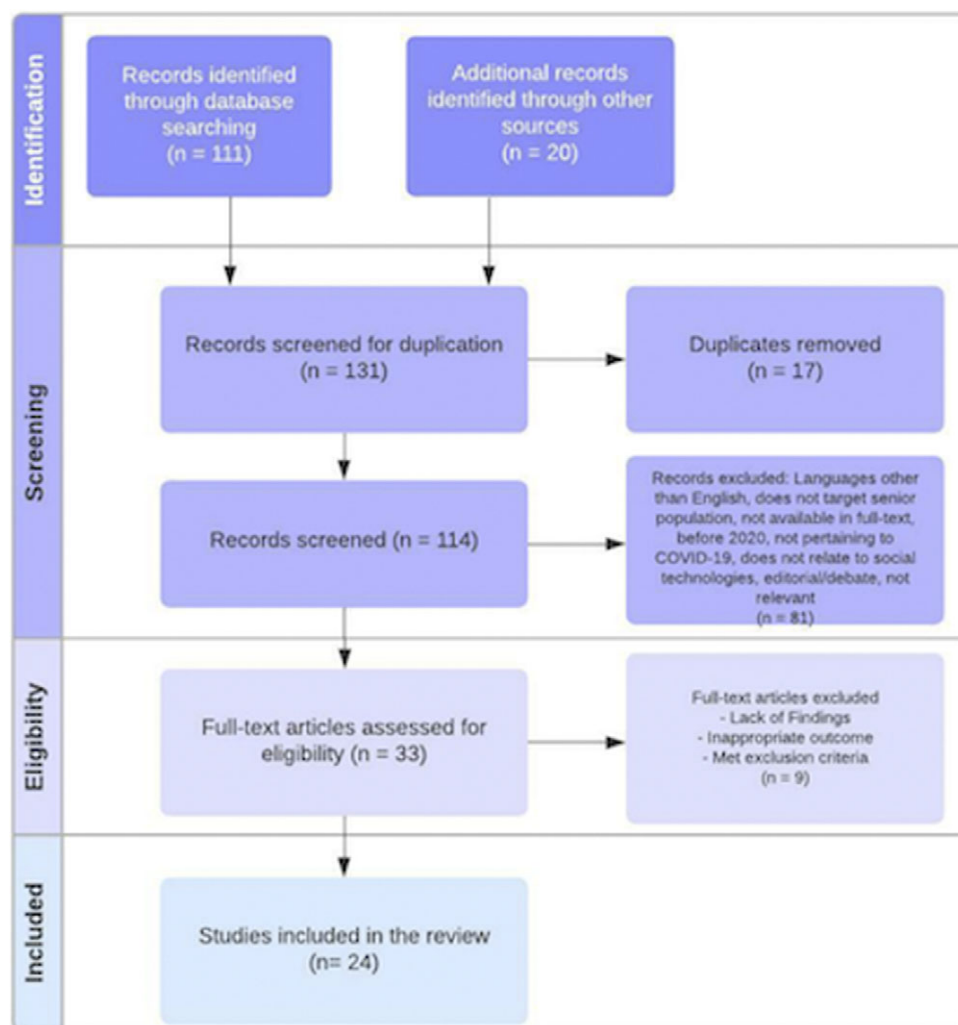 Identification
Records identified
through database
searching
(n = 111)
Additional records
identified through other
sources
(n = 20)
Screening
Records screened for duplication
(n = 131)
Duplicates removed
(n = 17)
Records screened (n = 114)
Records excluded: Languages other
than English, does not target senior
population, not available in full-text,
before 2020, not pertaining to
COVID-19, does not relate to social
technologies, editorial/debate, not
relevant
(n = 81)
Eligibility
Full-text articles assessed for
eligibility (n = 33)
Full-text articles excluded
- Lack of Findings
- Inappropriate outcome
- Met exclusion criteria
(n = 9)
Included
Studies included in the review
(n= 24)